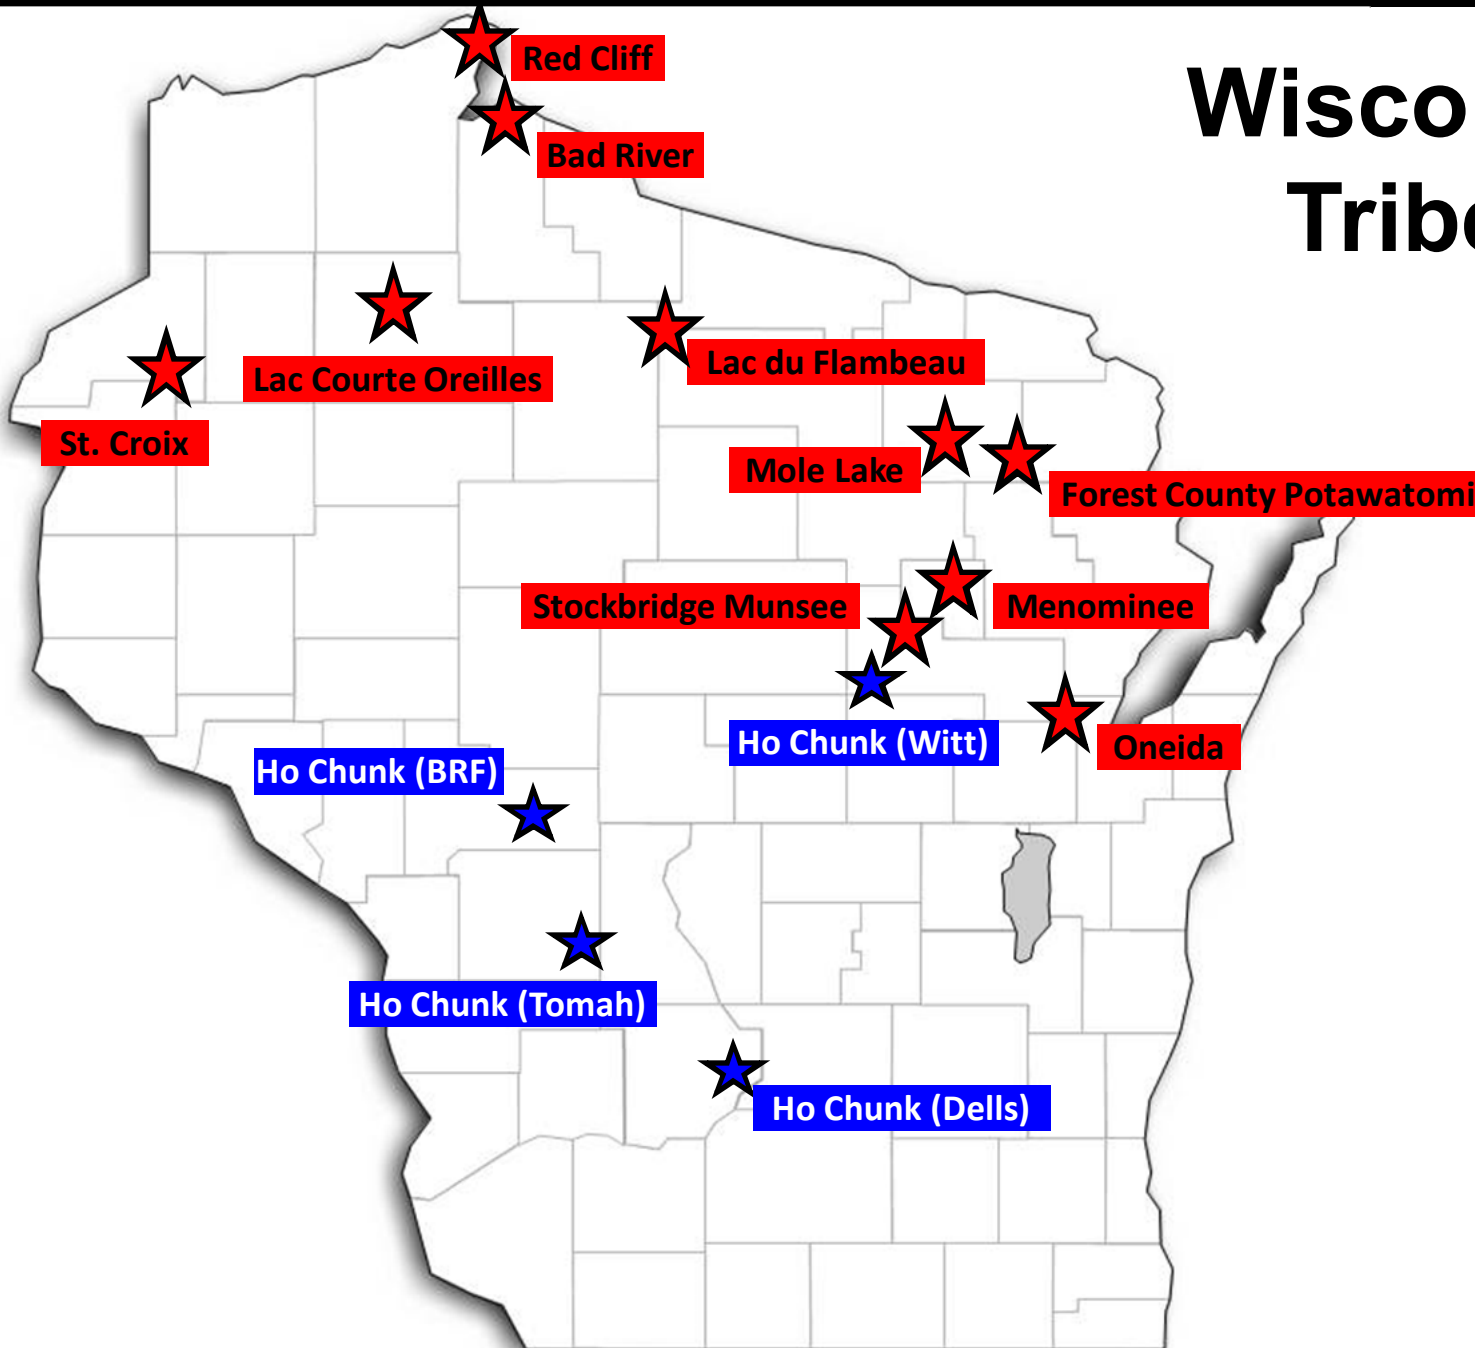 Red Cliff
Wisco
Bad River
Tribe
Lac Courte Oreilles
Lac du Flambeau
St. Croix
Mole Lake
Forest County Potawatomi
Stockbridge Munsee
Menominee
Ho Chunk (Witt)
Oneida
Ho Chunk (BRF)
Ho Chunk (Tomah)
Ho Chunk (Dells)